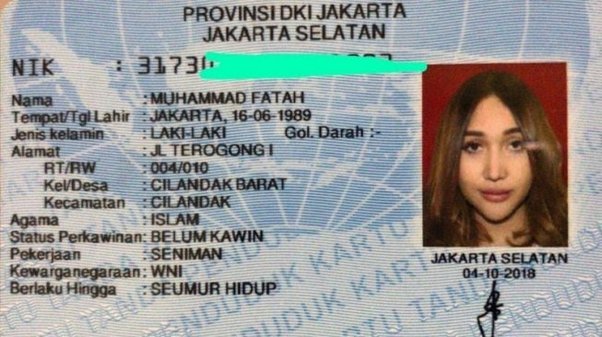 PROVINSI DKI JAKARTA
JAKARTA SELATAN
NIK : 31730
Nama : MUHAMMAD FATAH
Tempat/Tgl Lahir : JAKARTA, 16-06-1989
Jenis kelamin : LAKI-LAKI Gol. Darah :-
Alamat : JL TEROGONG I
RT/RW : 004/010
Kel/Desa : CILANDAK BARAT
Kecamatan : CILANDAK
Agama : ISLAM
Status Perkawinan: BELUM KAWIN
Pekerjaan : SENIMAN
Kewarganegaraan: WNI
Berlaku Hingga : SEUMUR HIDUP
JAKARTA SELATAN
04-10-2018